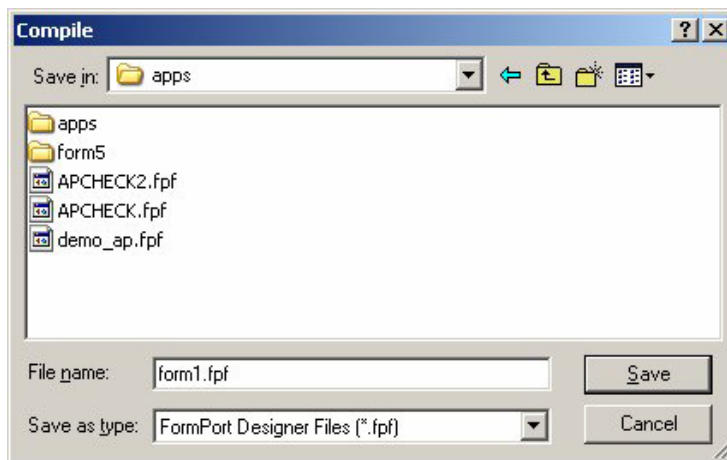 Compile
Save in: apps
apps
form5
APCHECK2.fpf
APCHECK.fpf
demo_ap.fpf
File name: form1.fpf Save
Save as type: FormPort Designer Files (*.fpf) Cancel